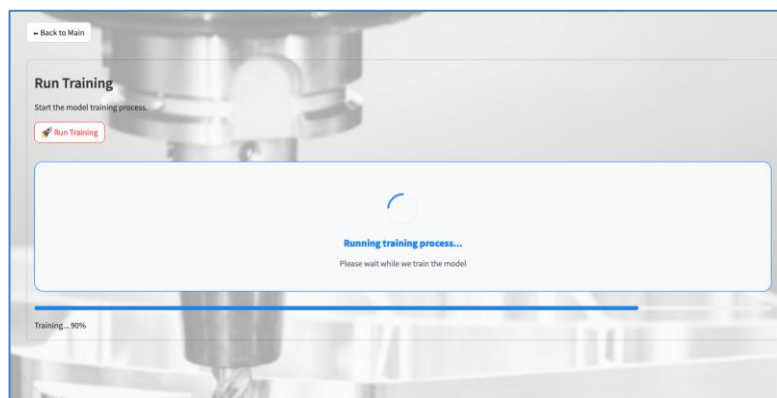 ← Back to Main
Run Training
Start the model training process.
🚀 Run Training
Running training process...
Please wait while we train the model
Training... 90%